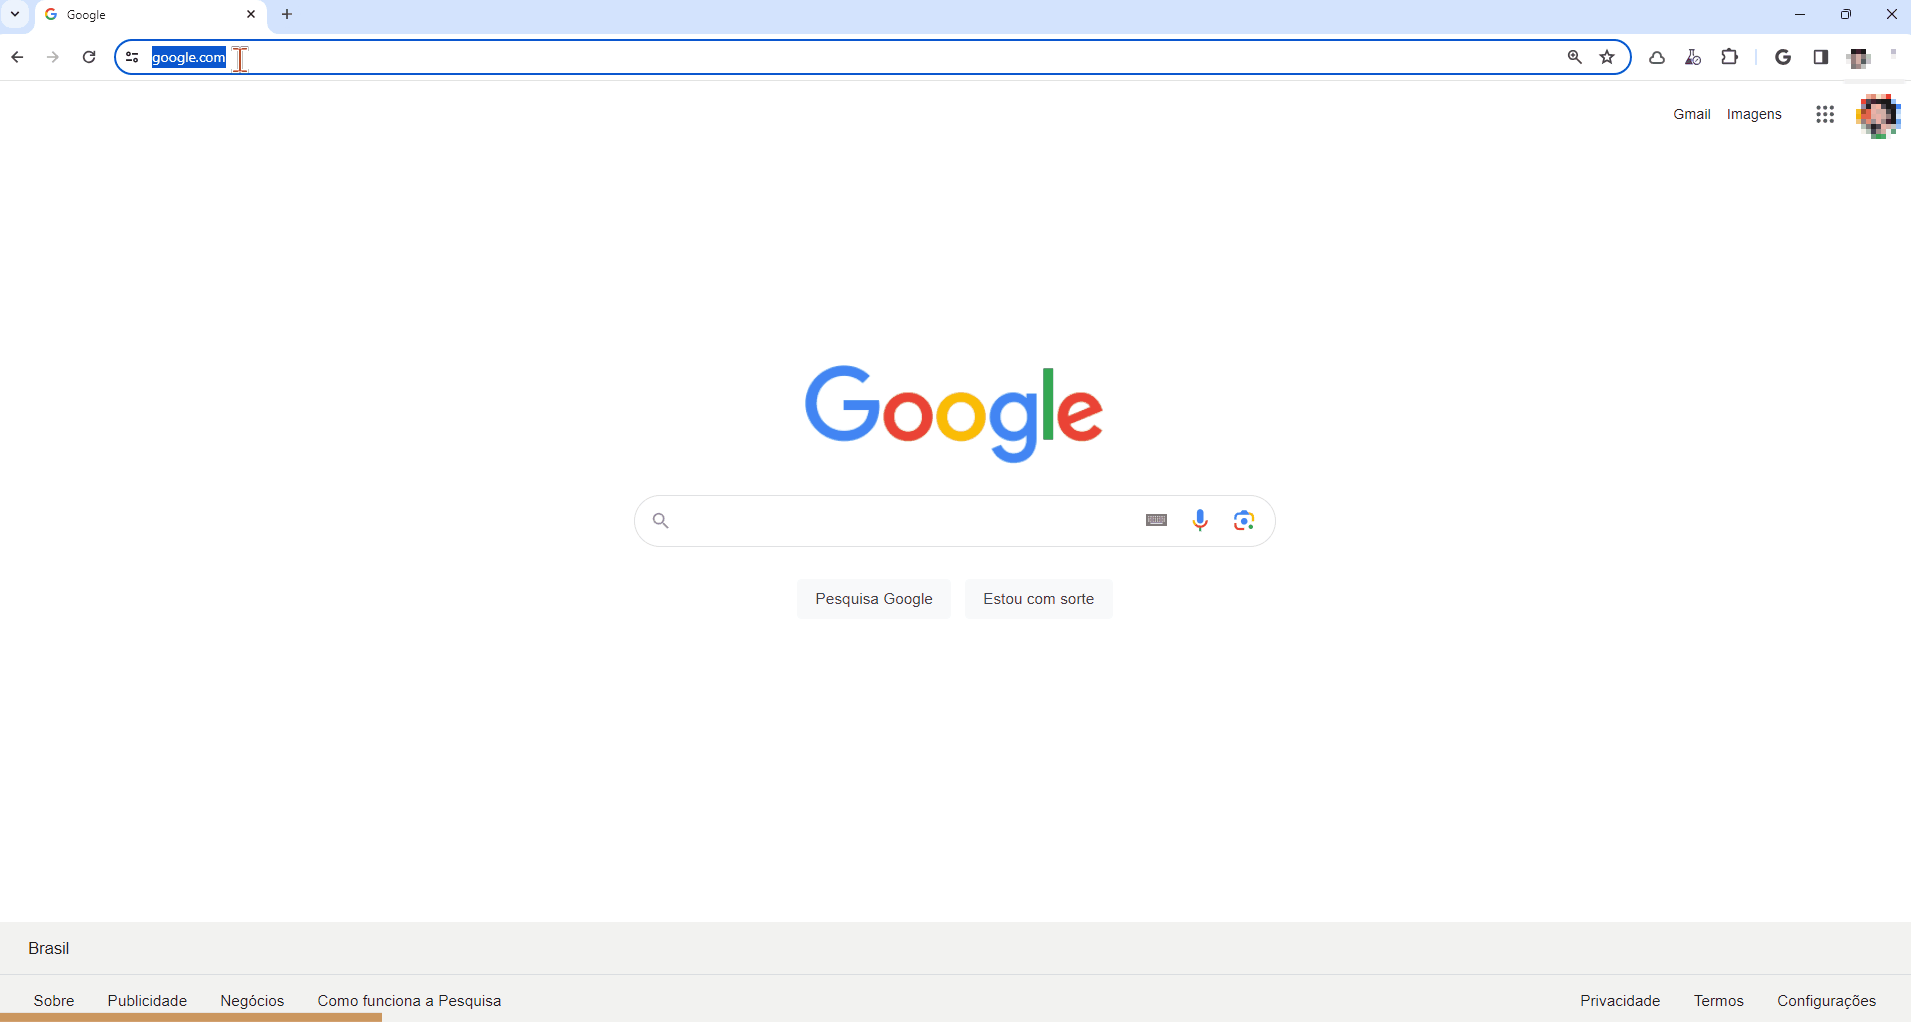 Google
google.com
Gmail Imagens
Google
Pesquisa Google Estou com sorte
Brasil
Sobre Publicidade Negócios Como funciona a Pesquisa Privacidade Termos Configurações